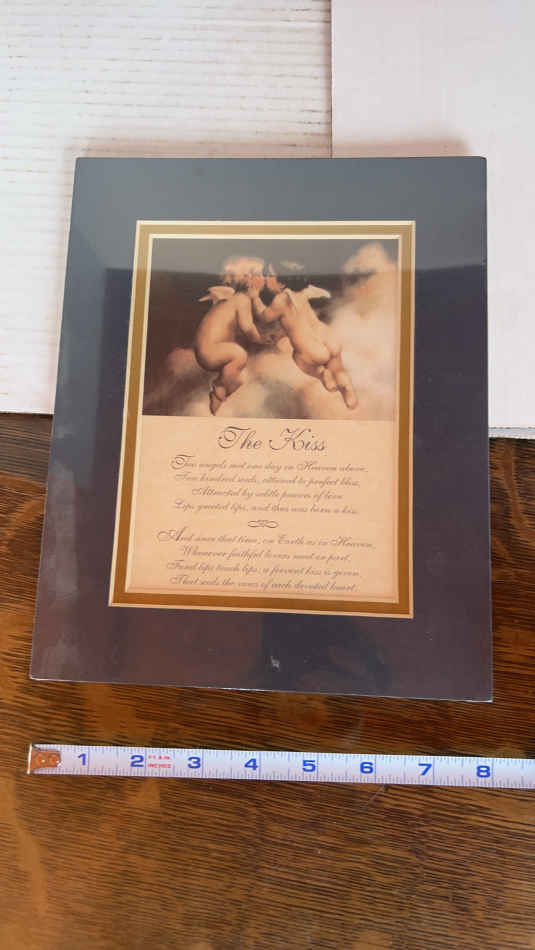 The Kiss
Two angels met one day in Heaven above,
Two kindred souls, attuned to perfect bliss,
Attracted by subtle powers of love
Lips greeted lips, and thus was born a kiss.
And since that time, on Earth as in Heaven,
Whenever faithful lovers meet or part,
Fond lips touch lips, a fervent kiss is given,
That seals the vows of each devoted heart.
1 2 FT. & IN. 3 4 5 6 7 8
INCHES